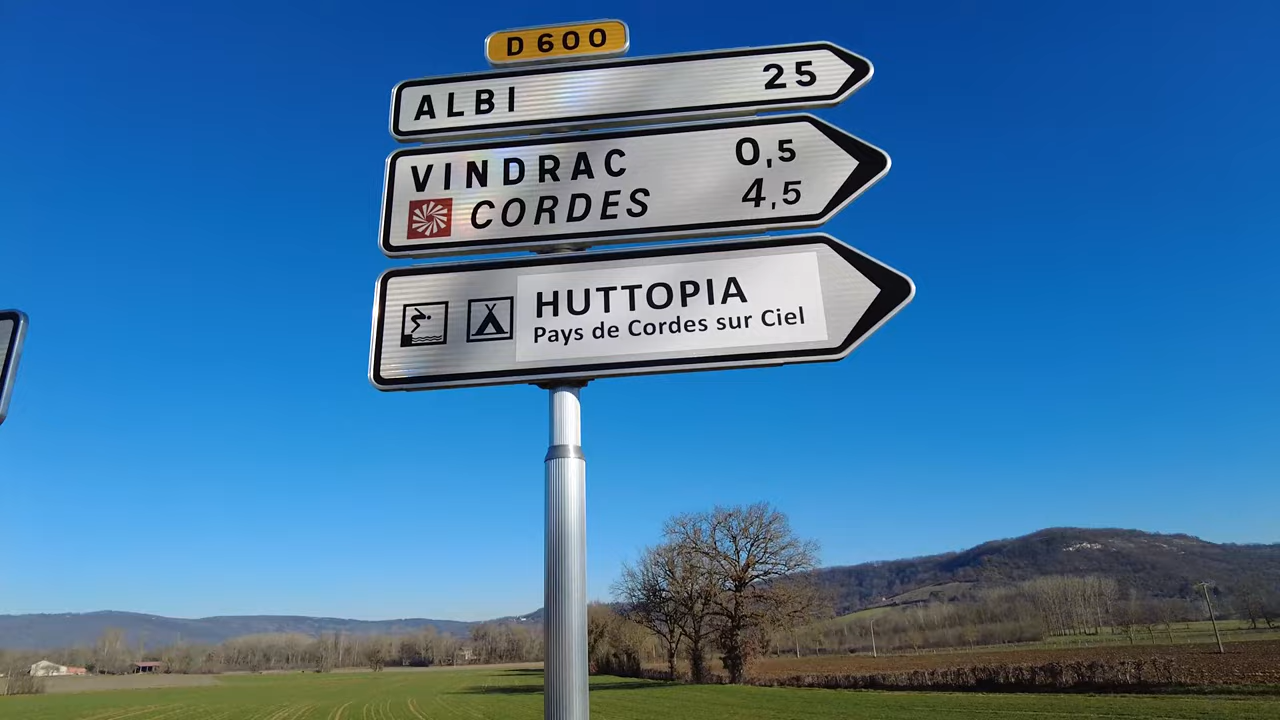 D 600
ALBI 25
VINDRAC 0,5
CORDES 4,5
HUTTOPIA
Pays de Cordes sur Ciel